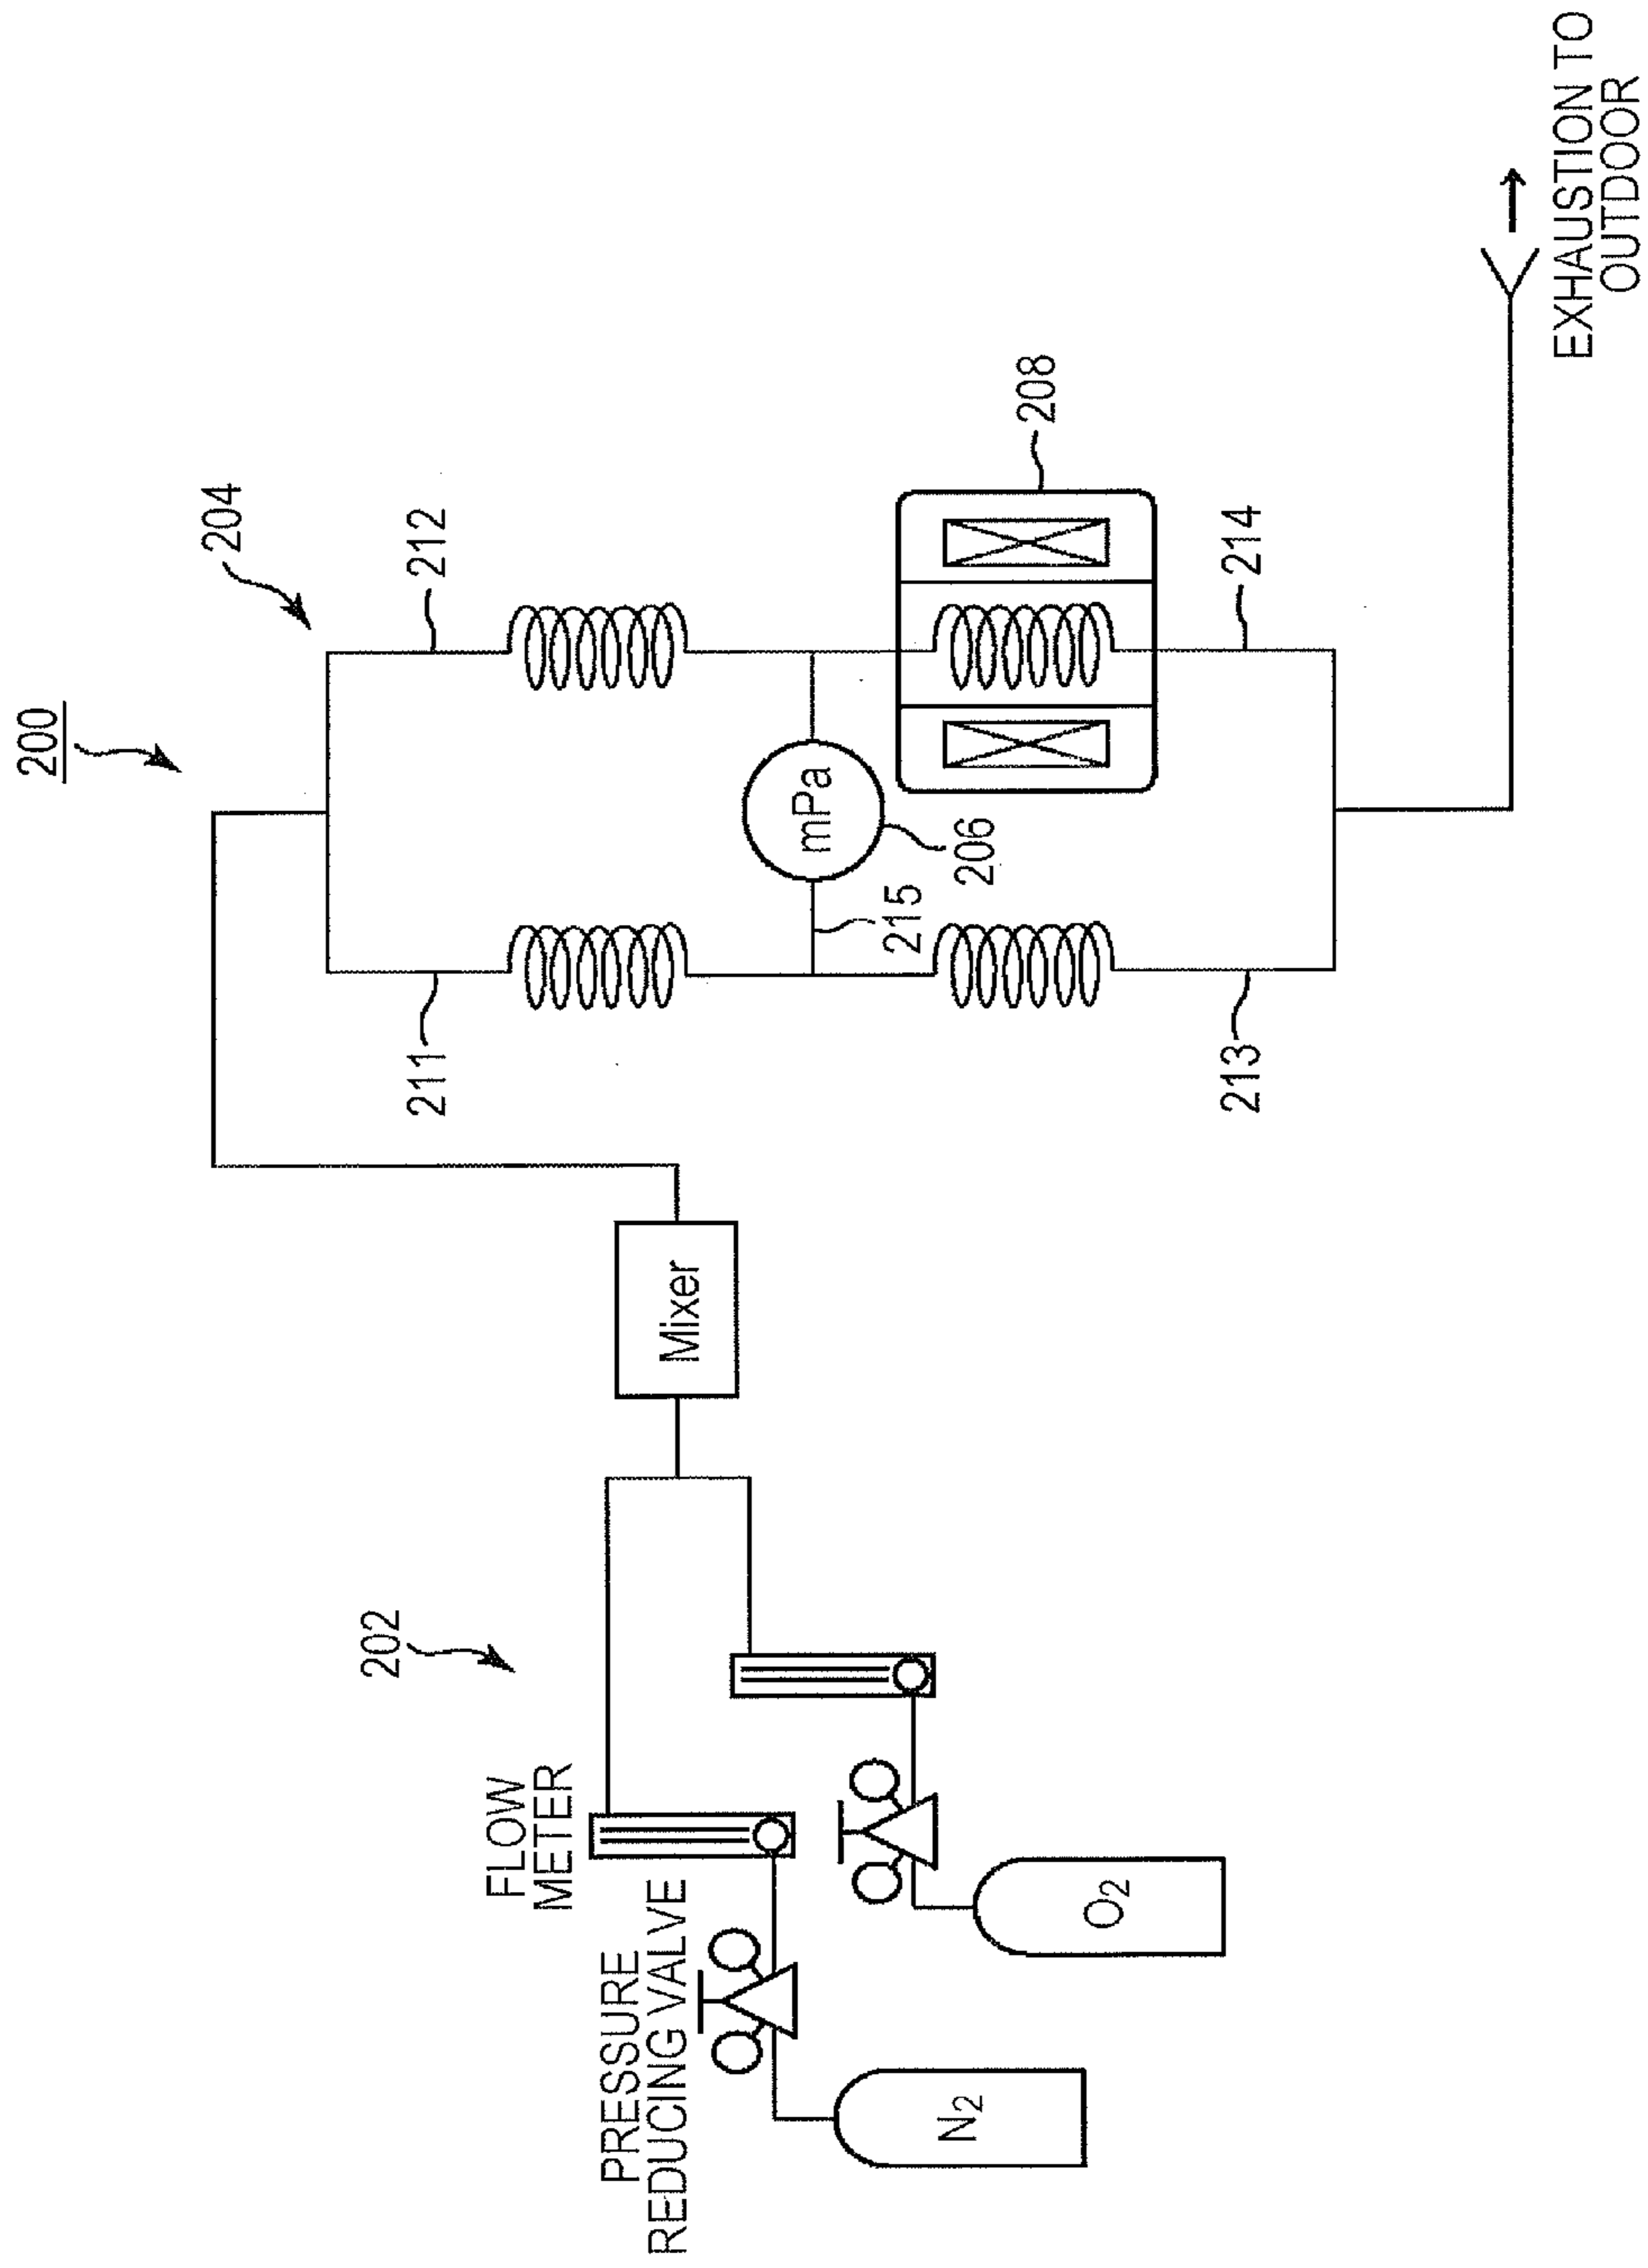 200
204
212
211
208
mPa
206
215
214
213
Mixer
202
FLOW
METER
PRESSURE
REDUCING VALVE
N2
O2
EXHAUSTION TO
OUTDOOR